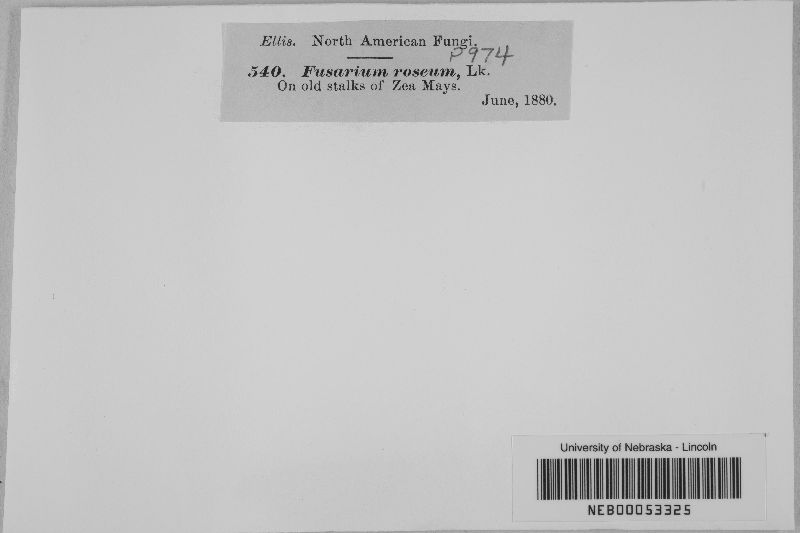 Ellis. North American Fungi.
P974
540. Fusarium roseum, Lk.
On old stalks of Zea Mays.
June, 1880.
University of Nebraska - Lincoln
NEB00053325